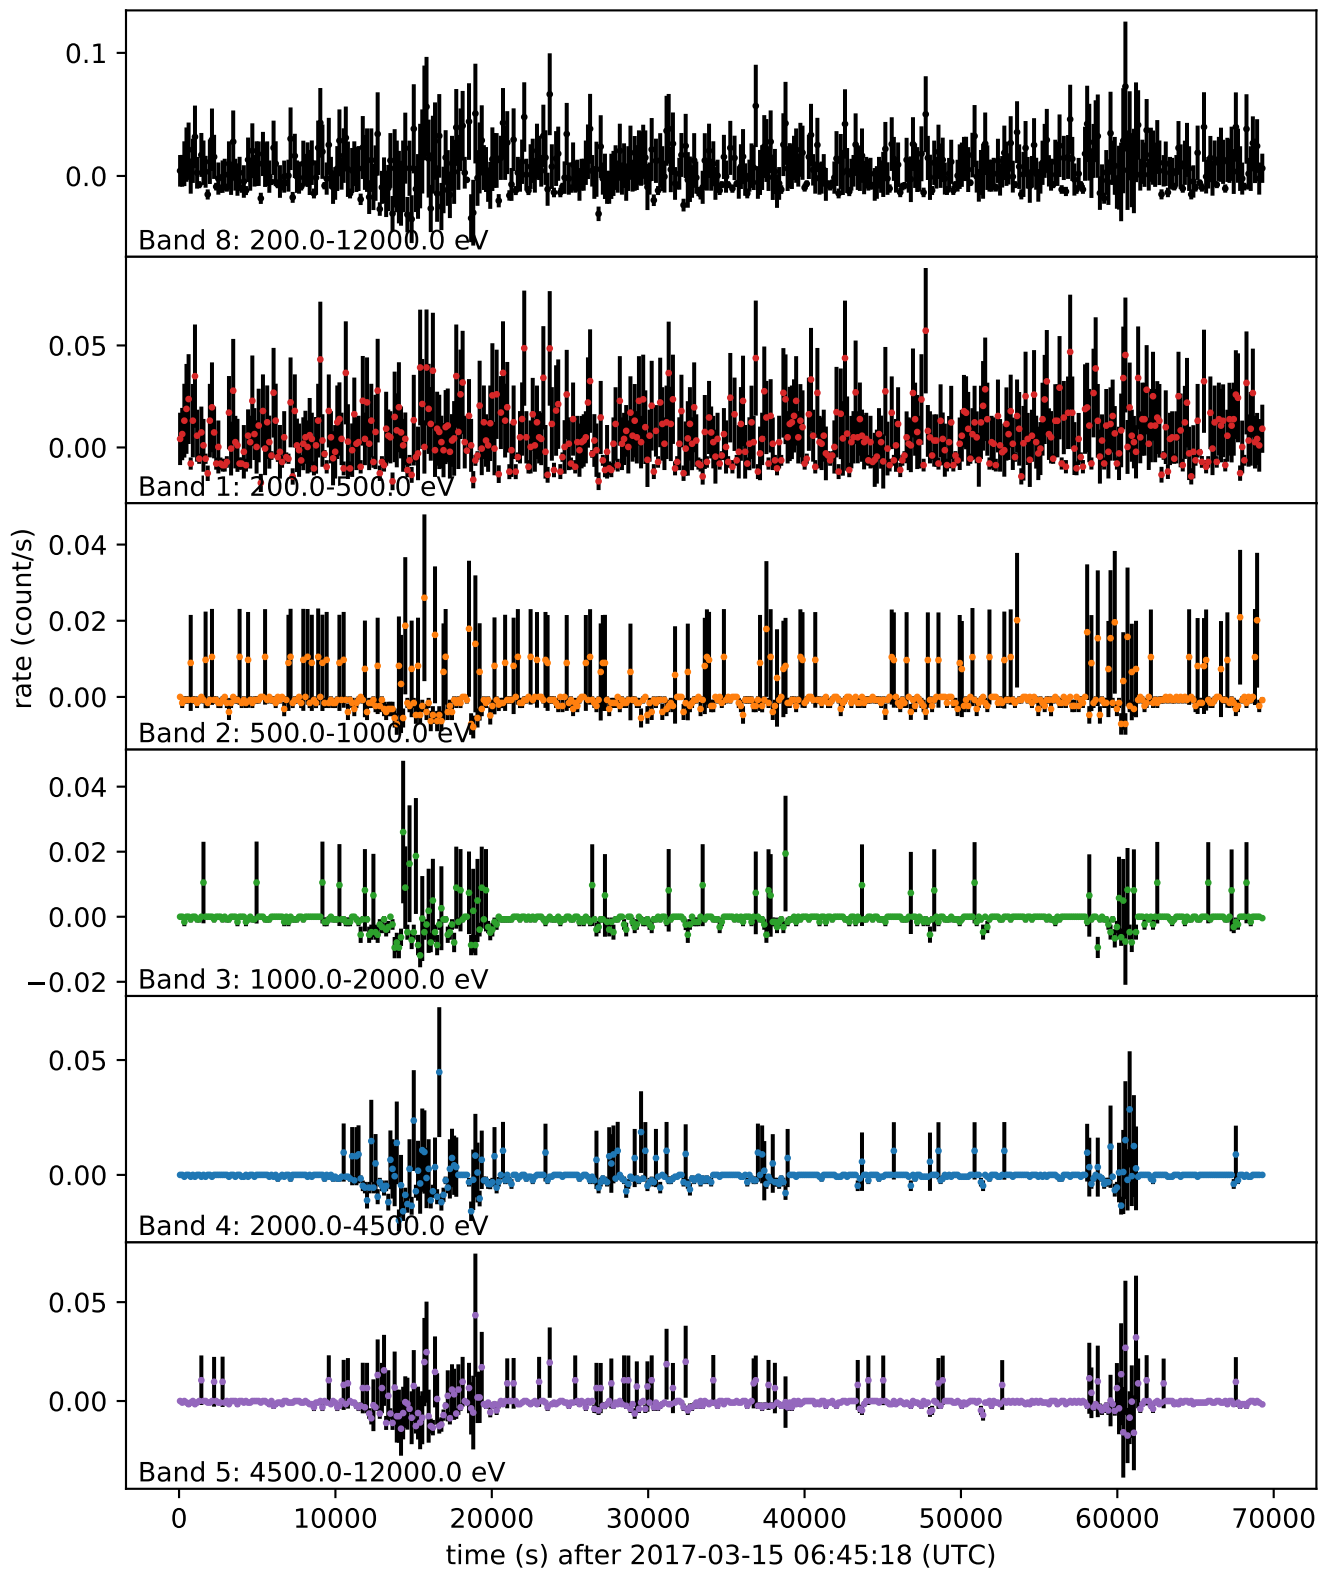 0.1
0.0
Band 8: 200.0-12000.0 eV
0.05
0.00
Band 1: 200.0-500.0 eV
rate (count/s)
0.04
0.02
0.00
Band 2: 500.0-1000.0 eV
0.04
0.02
0.00
−0.02
Band 3: 1000.0-2000.0 eV
0.05
0.00
Band 4: 2000.0-4500.0 eV
0.05
0.00
Band 5: 4500.0-12000.0 eV
0 10000 20000 30000 40000 50000 60000 70000
time (s) after 2017-03-15 06:45:18 (UTC)